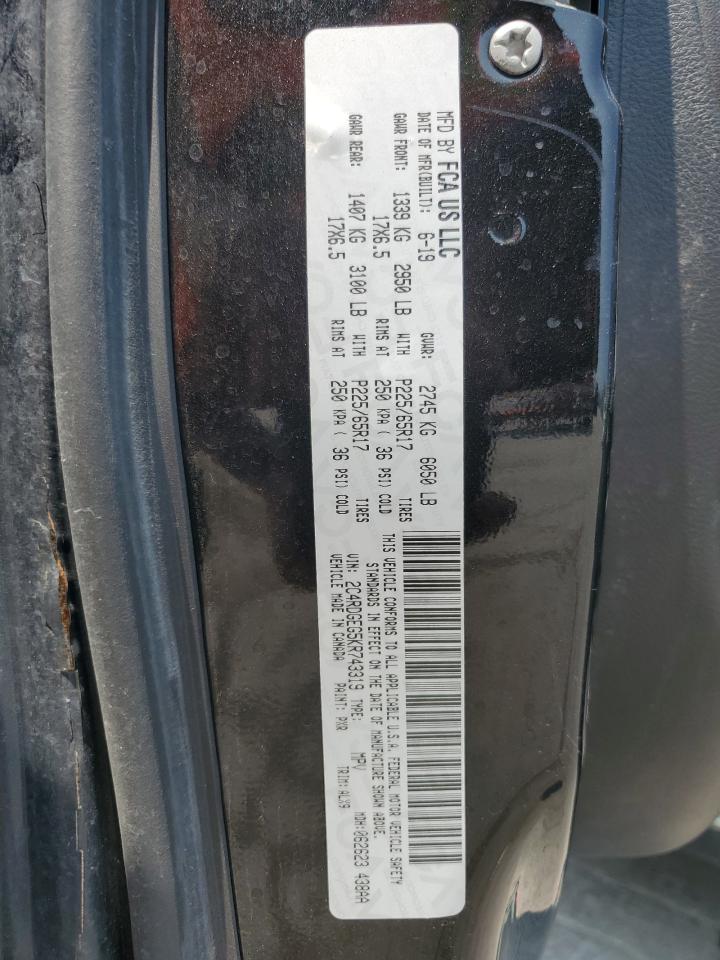 MFD BY FCA US LLC
DATE OF MFR(BUILT): 6-19 GVWR: 2745 KG 6050 LB
GAWR FRONT: 1339 KG 2950 LB WITH P225/65R17 TIRES
17X6.5 RIMS AT 250 KPA ( 36 PSI) COLD
GAWR REAR: 1407 KG 3100 LB WITH P225/65R17 TIRES
17X6.5 RIMS AT 250 KPA ( 36 PSI) COLD
THIS VEHICLE CONFORMS TO ALL APPLICABLE U.S.A. FEDERAL MOTOR VEHICLE SAFETY
STANDARDS IN EFFECT ON THE DATE OF MANUFACTURE SHOWN ABOVE.
VIN: 2C4RDGEG5KR743319 TYPE: MPV MDH:062623 438AA
VEHICLE MADE IN CANADA PAINT: PXR TRIM:ALX9